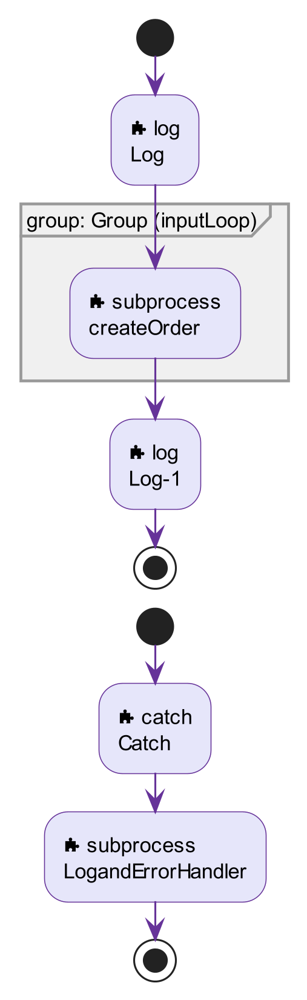 log
Log
group: Group (inputLoop)
subprocess
createOrder
log
Log-1
catch
Catch
subprocess
LogandErrorHandler